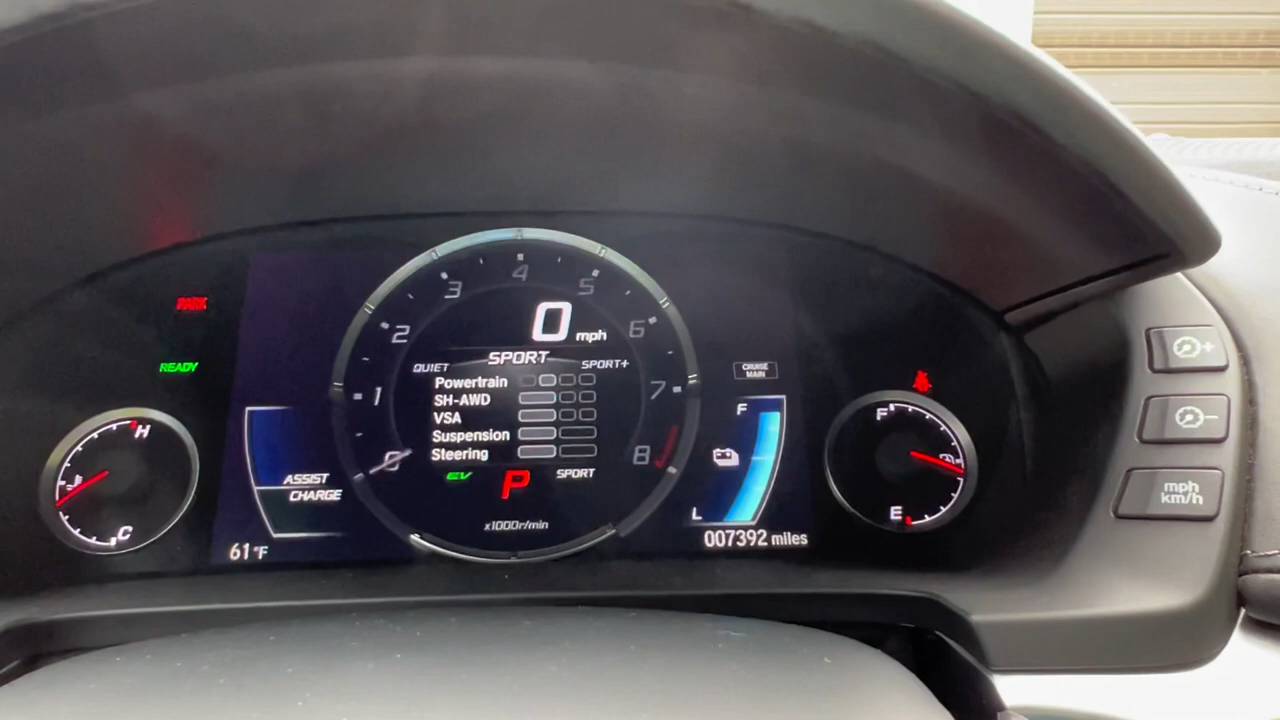 4
3
5
2
6
1
7
0
8
0 mph
QUIET
SPORT
SPORT+
Powertrain
SH-AWD
VSA
Suspension
Steering
EV
P
SPORT
x1000r/min
PARK
READY
H
C
ASSIST
CHARGE
61°F
CRUISE
MAIN
F
L
007392 miles
F
E
+
−
mph
km/h